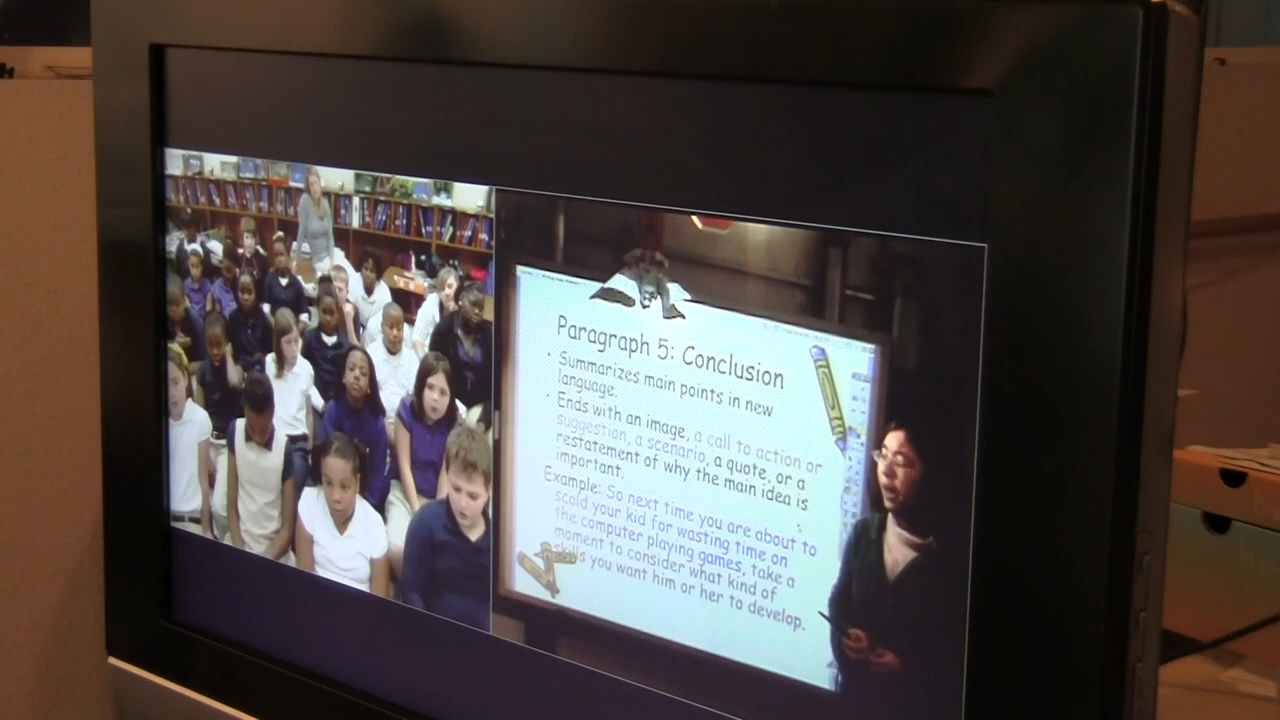 Paragraph 5: Conclusion
• Summarizes main points in new
language.
• Ends with an image, a call to action or
suggestion, a scenario, a quote, or a
restatement of why the main idea is
important.
Example: So next time you are about to
scold your kid for wasting time on
the computer playing games, take a
moment to consider what kind of
skills you want him or her to develop.